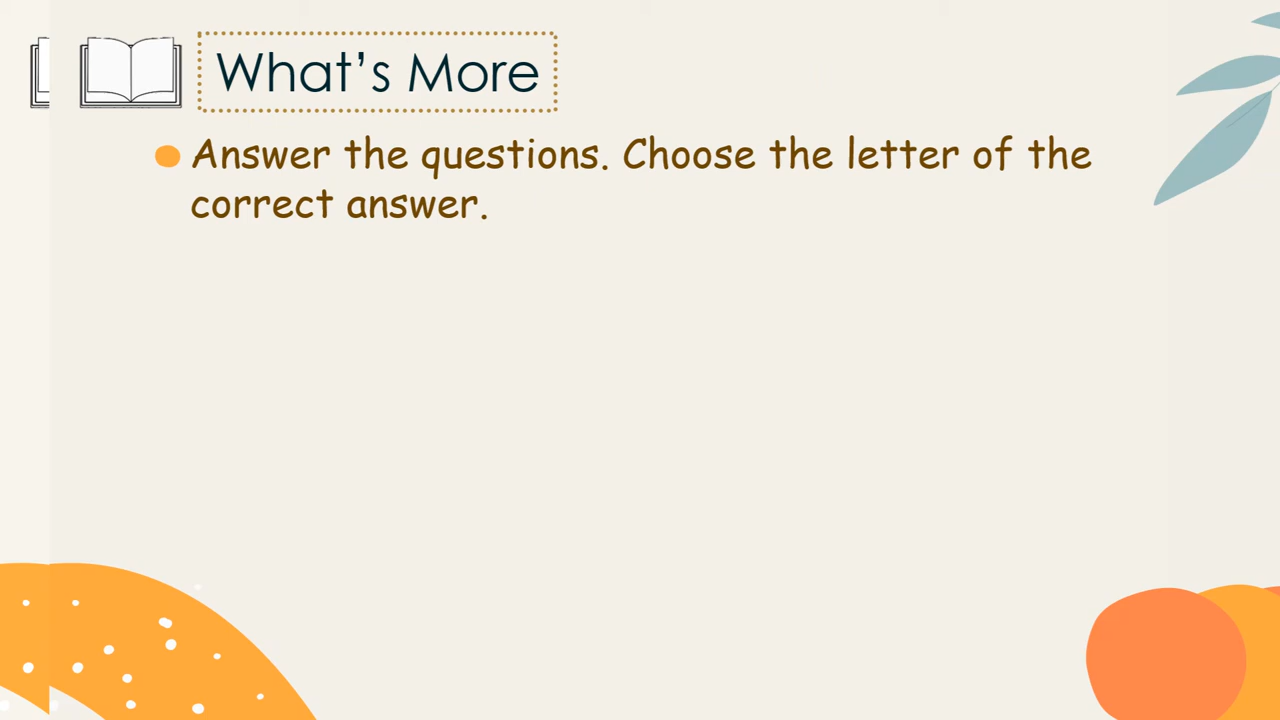 What's More
Answer the questions. Choose the letter of the
correct answer.